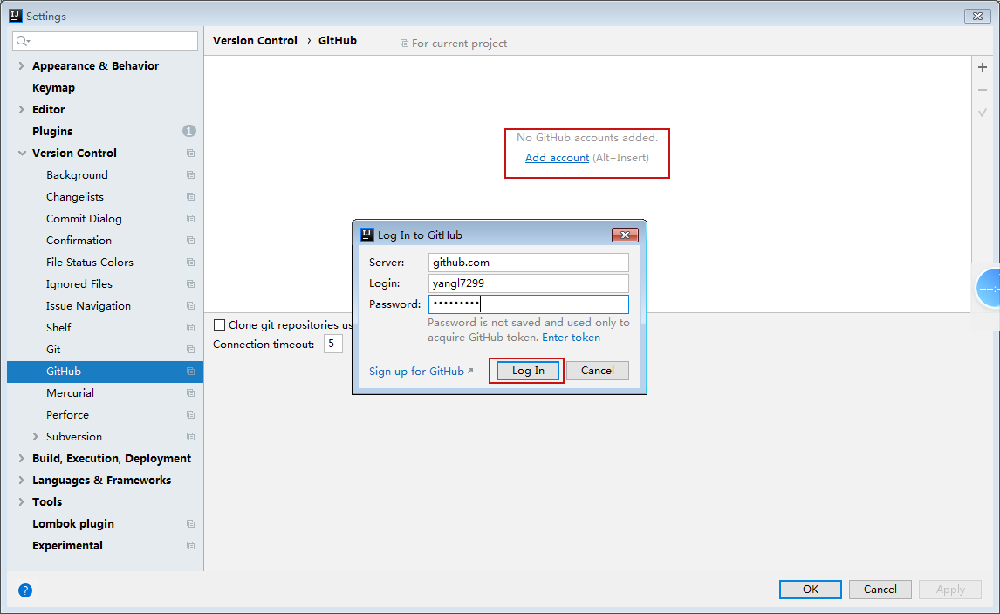 Settings
Version Control › GitHub
For current project
Appearance & Behavior
Keymap
Editor
Plugins
1
Version Control
Background
Changelists
Commit Dialog
Confirmation
File Status Colors
Ignored Files
Issue Navigation
Shelf
Git
GitHub
Mercurial
Perforce
Subversion
Build, Execution, Deployment
Languages & Frameworks
Tools
Lombok plugin
Experimental
No GitHub accounts added.
Add account (Alt+Insert)
Clone git repositories us
Connection timeout: 5
Log In to GitHub
Server: github.com
Login: yangl7299
Password: •••••••••
Password is not saved and used only to
acquire GitHub token. Enter token
Sign up for GitHub
Log In
Cancel
?
OK
Cancel
Apply